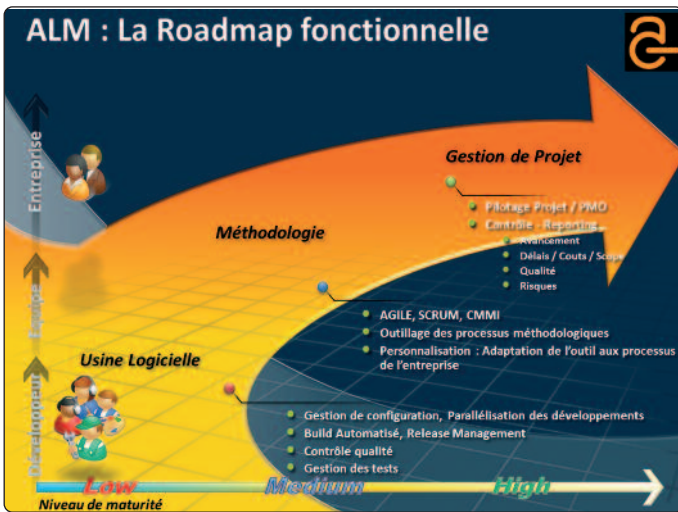 ALM : La Roadmap fonctionnelle
Entreprise
Equipe
Développeur
Gestion de Projet
Pilotage Projet / PMO
Contrôle - Reporting
Avancement
Délais / Couts / Scope
Qualité
Risques
Méthodologie
AGILE, SCRUM, CMMI
Outillage des processus méthodologiques
Personnalisation : Adaptation de l'outil aux processus
de l'entreprise
Usine Logicielle
Gestion de configuration, Parallélisation des développements
Build Automatisé, Release Management
Contrôle qualité
Gestion des tests
Low Medium High
Niveau de maturité